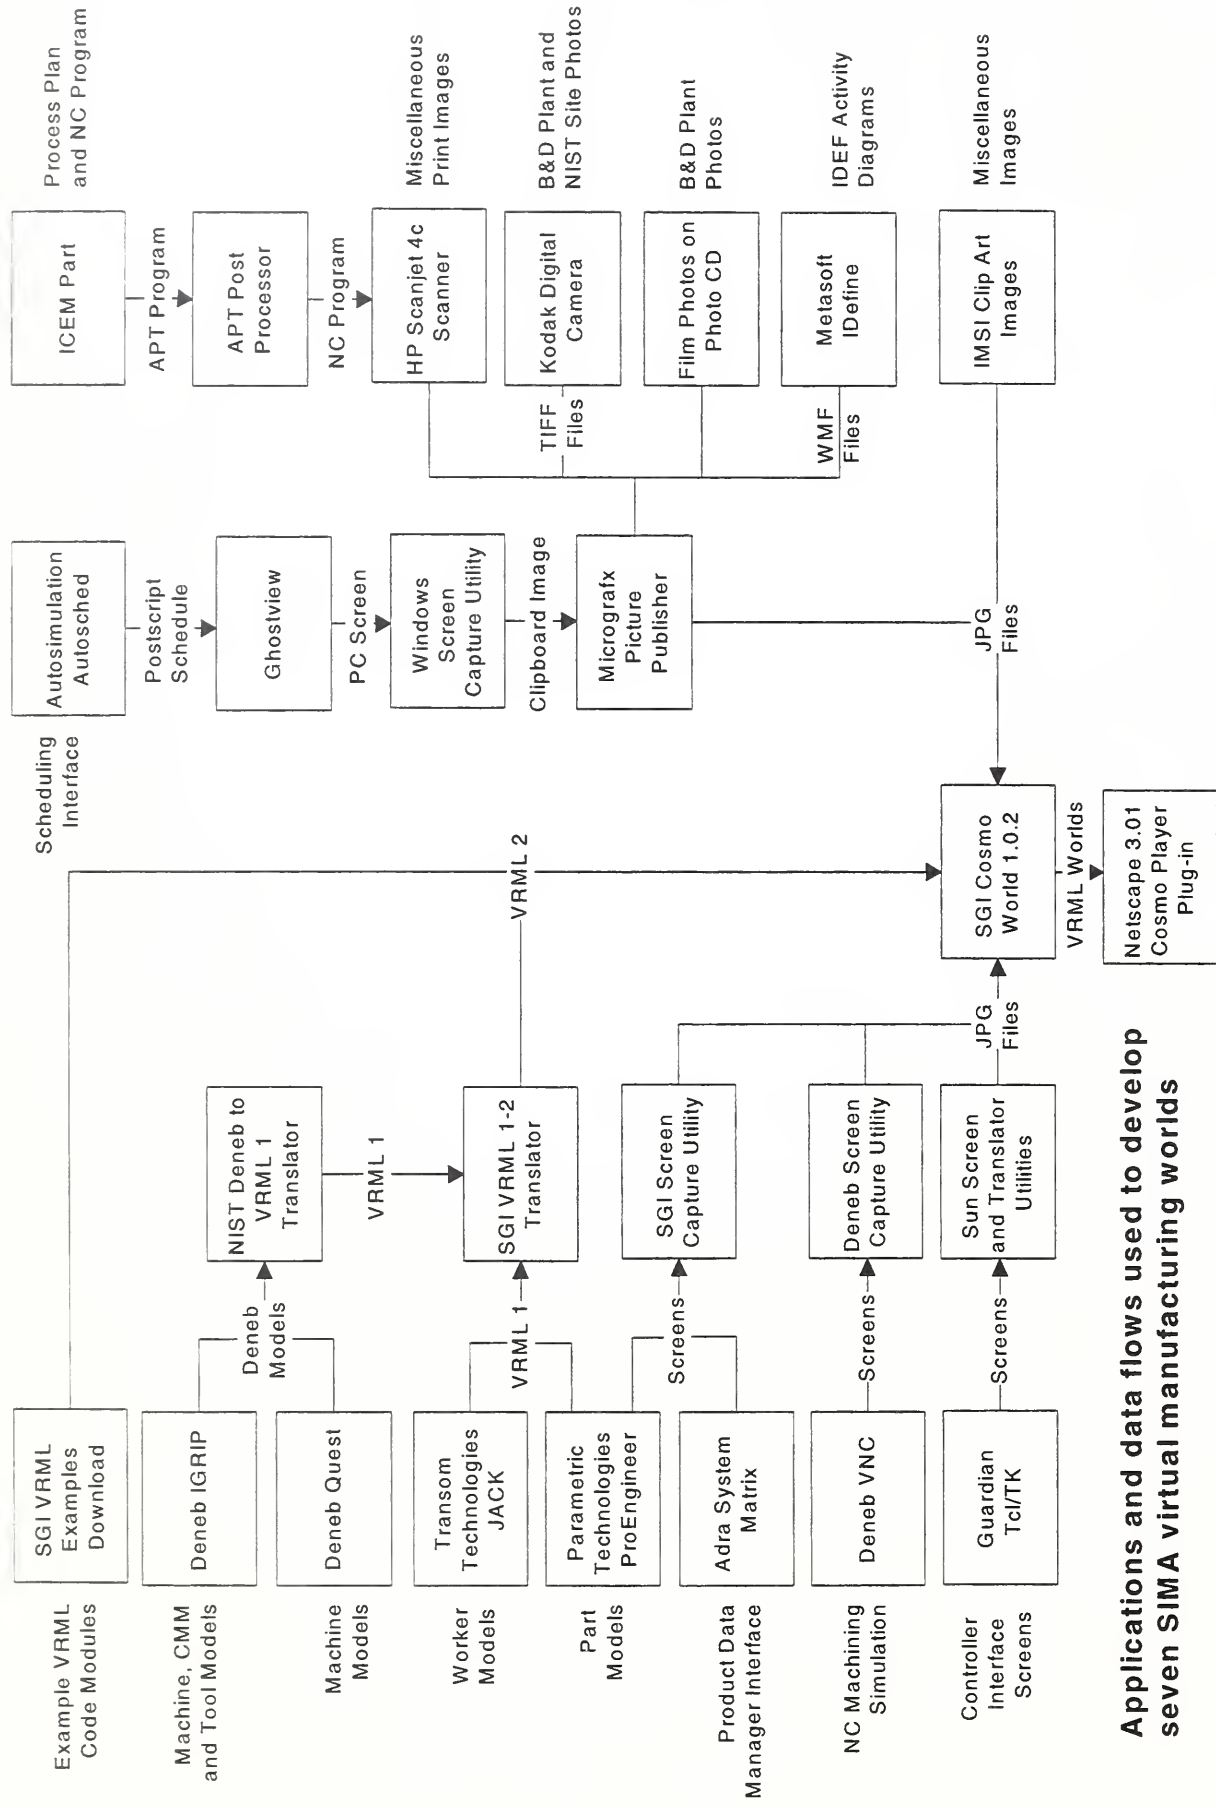 Example VRML
Code Modules
SGI VRML
Examples
Download
Machine, CMM
and Tool Models
Deneb IGRIP
Machine
Models
Deneb Quest
Deneb
Models
NIST Deneb to
VRML 1
Translator
VRML 1
Worker
Models
Transom
Technologies
JACK
Part
Models
Parametric
Technologies
ProEngineer
VRML 1
SGI VRML 1-2
Translator
VRML 2
Product Data
Manager Interface
Adra System
Matrix
Screens
SGI Screen
Capture Utility
NC Machining
Simulation
Deneb VNC
Screens
Deneb Screen
Capture Utility
Controller
Interface
Screens
Guardian
Tcl/TK
Screens
Sun Screen
and Translator
Utilities
JPG
Files
SGI Cosmo
World 1.0.2
VRML Worlds
Netscape 3.01
Cosmo Player
Plug-in
Scheduling
Interface
Autosimulation
Autosched
Postscript
Schedule
Ghostview
PC Screen
Windows
Screen
Capture Utility
Clipboard Image
Micrografx
Picture
Publisher
JPG
Files
ICEM Part
Process Plan
and NC Program
APT Program
APT Post
Processor
NC Program
HP Scanjet 4c
Scanner
Miscellaneous
Print Images
TIFF
Files
Kodak Digital
Camera
B&D Plant and
NIST Site Photos
Film Photos on
Photo CD
B&D Plant
Photos
WMF
Files
Metasoft
IDefine
IDEF Activity
Diagrams
IMSI Clip Art
Images
Miscellaneous
Images
Applications and data flows used to develop
seven SIMA virtual manufacturing worlds